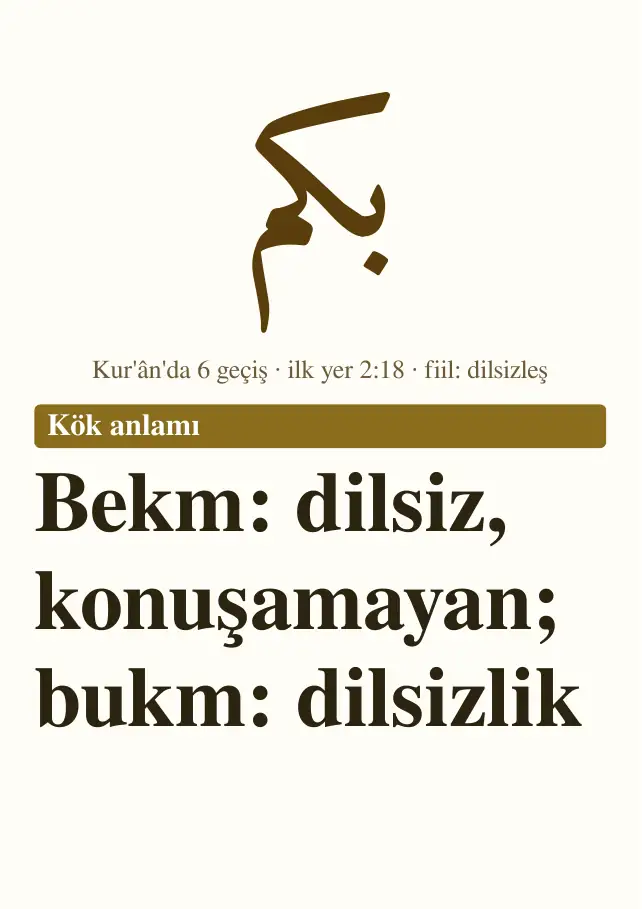 بكم
Kur'ân'da 6 geçiş · ilk yer 2:18 · fiil: dilsizleş
Kök anlamı
Bekm: dilsiz,
konuşamayan;
bukm: dilsizlik